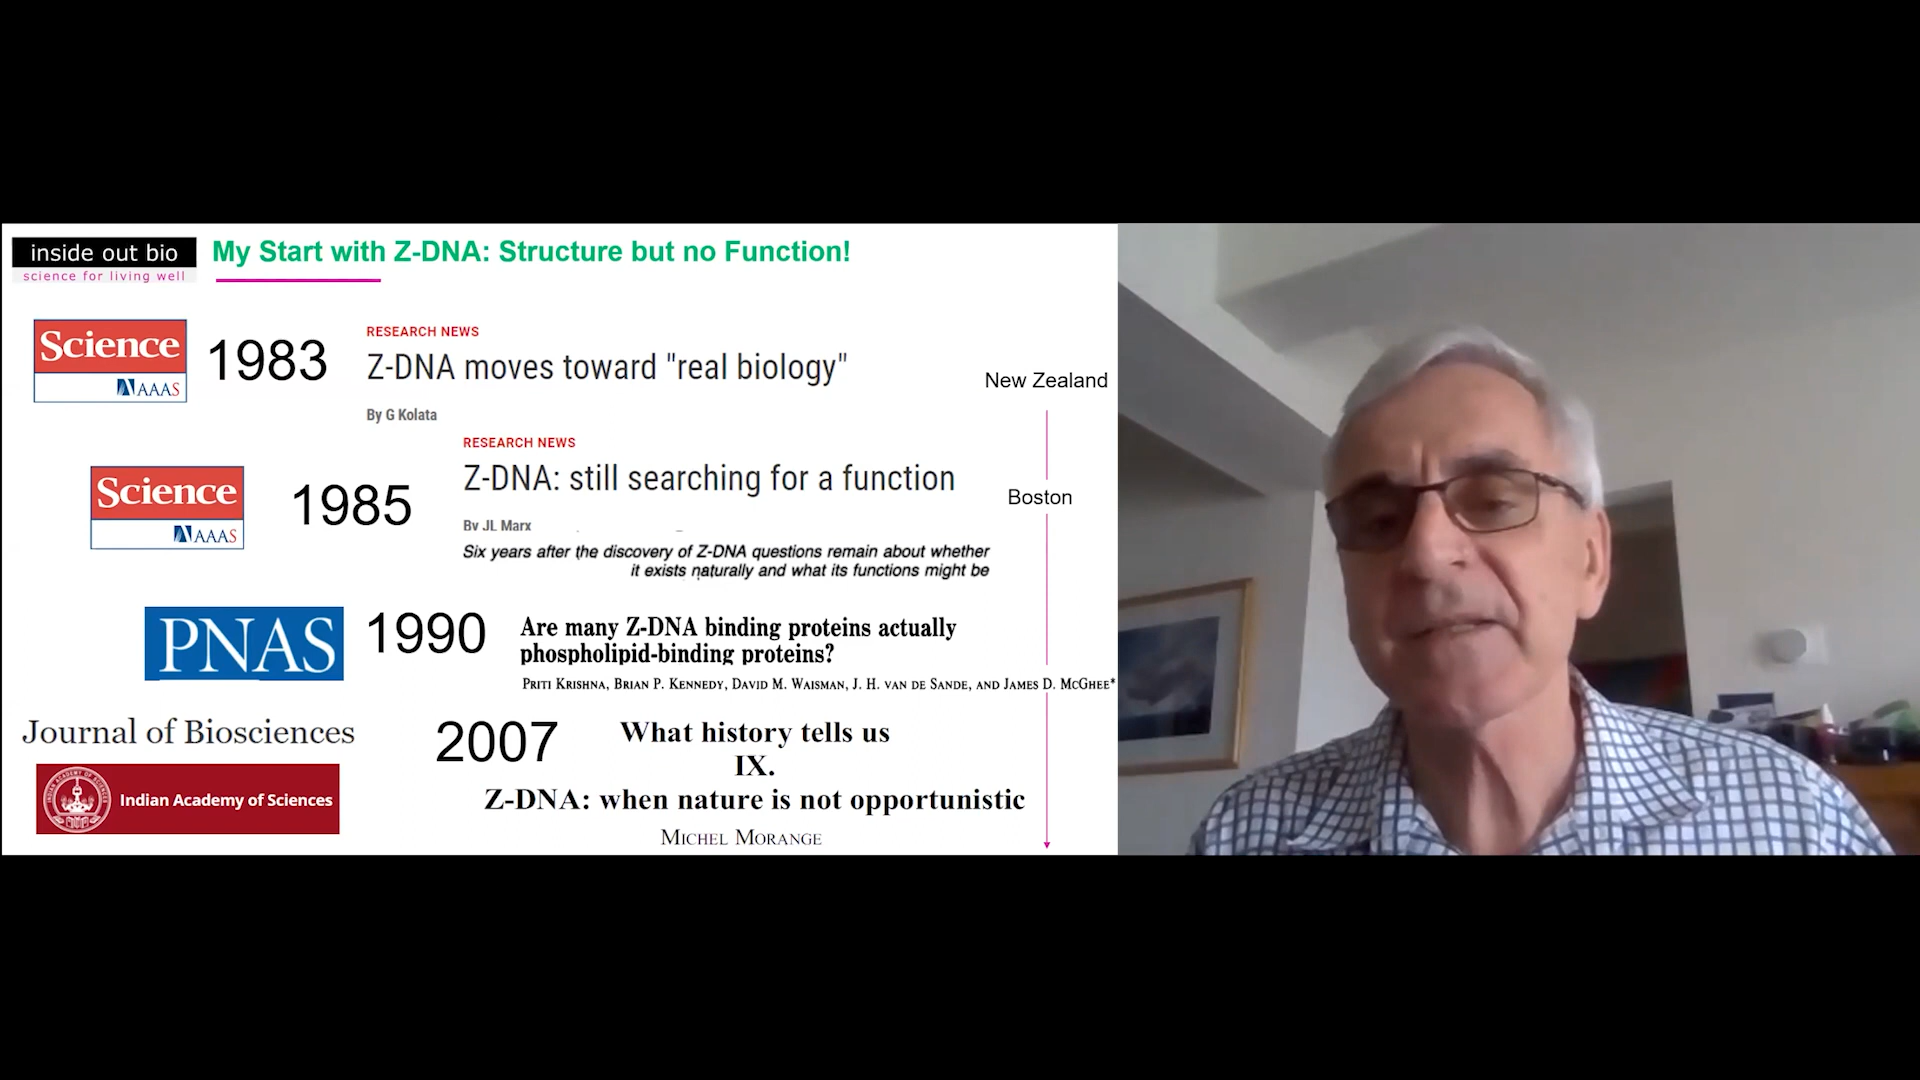 inside out bio
science for living well
My Start with Z-DNA: Structure but no Function!
Science
AAAS
1983
RESEARCH NEWS
Z-DNA moves toward "real biology"
By G Kolata
New Zealand
Science
AAAS
1985
RESEARCH NEWS
Z-DNA: still searching for a function
By JL Marx
Six years after the discovery of Z-DNA questions remain about whether
it exists naturally and what its functions might be
Boston
PNAS
1990
Are many Z-DNA binding proteins actually
phospholipid-binding proteins?
PRITI KRISHNA, BRIAN P. KENNEDY, DAVID M. WAISMAN, J. H. VAN DE SANDE, AND JAMES D. MCGHEE*
Journal of Biosciences
Indian Academy of Sciences
2007
What history tells us
IX.
Z-DNA: when nature is not opportunistic
MICHEL MORANGE